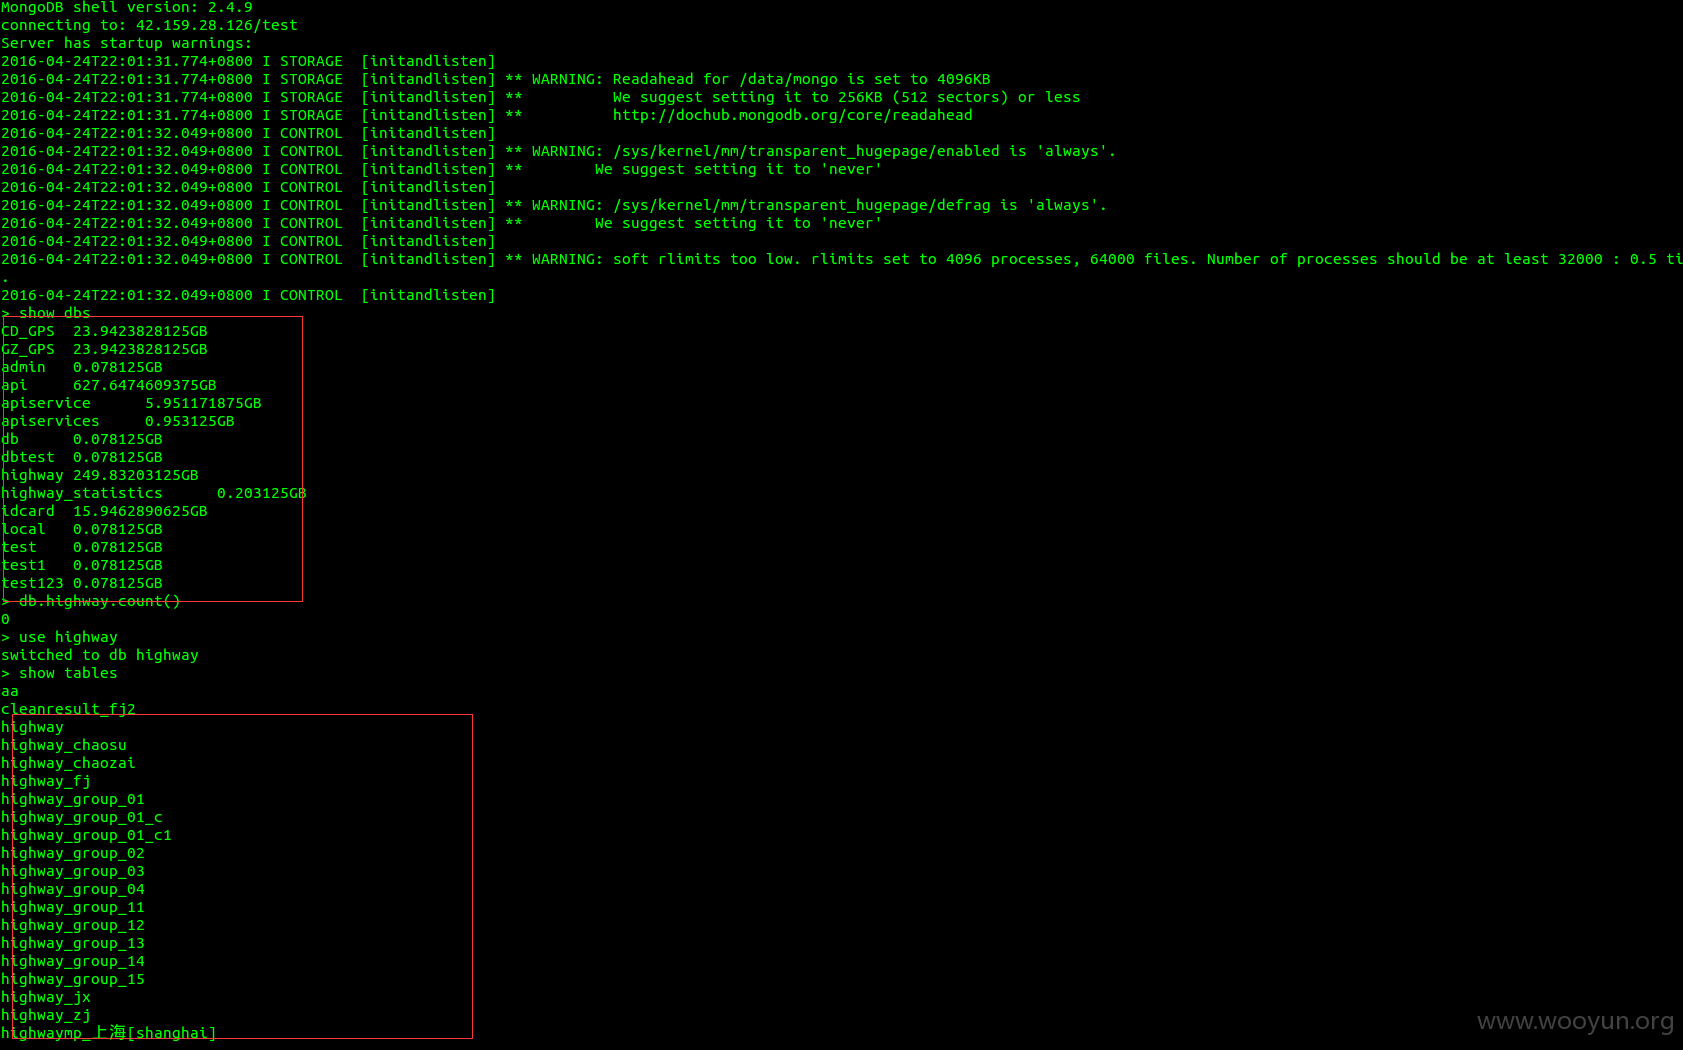 MongoDB shell version: 2.4.9
connecting to: 42.159.28.126/test
Server has startup warnings:
2016-04-24T22:01:31.774+0800 I STORAGE  [initandlisten]
2016-04-24T22:01:31.774+0800 I STORAGE  [initandlisten] ** WARNING: Readahead for /data/mongo is set to 4096KB
2016-04-24T22:01:31.774+0800 I STORAGE  [initandlisten] **          We suggest setting it to 256KB (512 sectors) or less
2016-04-24T22:01:31.774+0800 I STORAGE  [initandlisten] **          http://dochub.mongodb.org/core/readahead
2016-04-24T22:01:32.049+0800 I CONTROL  [initandlisten]
2016-04-24T22:01:32.049+0800 I CONTROL  [initandlisten] ** WARNING: /sys/kernel/mm/transparent_hugepage/enabled is 'always'.
2016-04-24T22:01:32.049+0800 I CONTROL  [initandlisten] **        We suggest setting it to 'never'
2016-04-24T22:01:32.049+0800 I CONTROL  [initandlisten]
2016-04-24T22:01:32.049+0800 I CONTROL  [initandlisten] ** WARNING: /sys/kernel/mm/transparent_hugepage/defrag is 'always'.
2016-04-24T22:01:32.049+0800 I CONTROL  [initandlisten] **        We suggest setting it to 'never'
2016-04-24T22:01:32.049+0800 I CONTROL  [initandlisten]
2016-04-24T22:01:32.049+0800 I CONTROL  [initandlisten] ** WARNING: soft rlimits too low. rlimits set to 4096 processes, 64000 files. Number of processes should be at least 32000 : 0.5 ti
.
2016-04-24T22:01:32.049+0800 I CONTROL  [initandlisten]
> show dbs
CD_GPS  23.9423828125GB
GZ_GPS  23.9423828125GB
admin   0.078125GB
api     627.6474609375GB
apiservice      5.951171875GB
apiservices     0.953125GB
db      0.078125GB
dbtest  0.078125GB
highway 249.83203125GB
highway_statistics      0.203125GB
idcard  15.9462890625GB
local   0.078125GB
test    0.078125GB
test1   0.078125GB
test123 0.078125GB
> db.highway.count()
0
> use highway
switched to db highway
> show tables
aa
cleanresult_fj2
highway
highway_chaosu
highway_chaozai
highway_fj
highway_group_01
highway_group_01_c
highway_group_01_c1
highway_group_02
highway_group_03
highway_group_04
highway_group_11
highway_group_12
highway_group_13
highway_group_14
highway_group_15
highway_jx
highway_zj
highwaymp_上海[shanghai]
www.wooyun.org